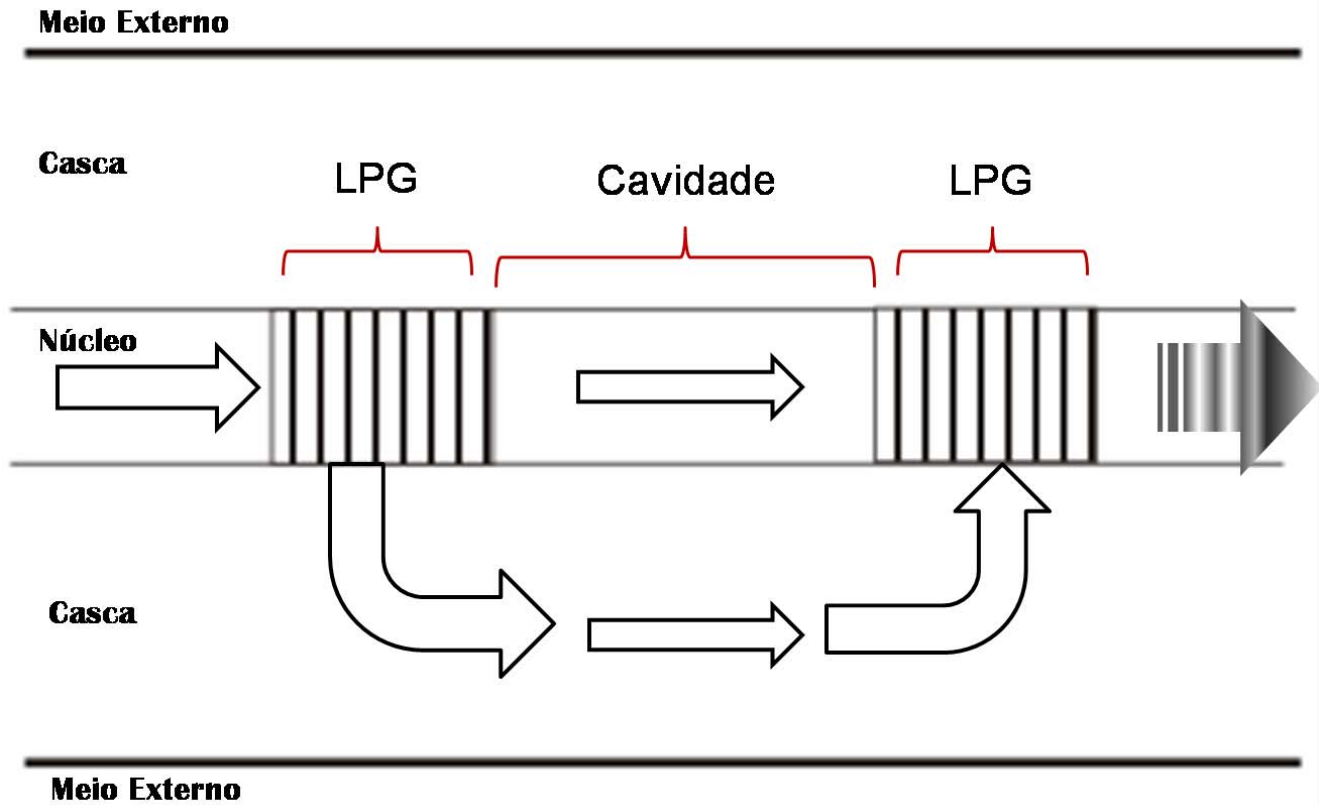 Meio Externo
Casca
LPG
Cavidade
LPG
Núcleo
Casca
Meio Externo